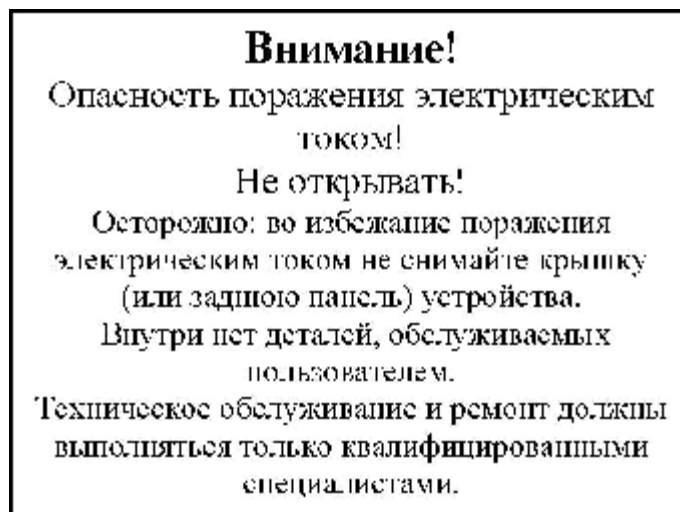 Внимание!
Опасность поражения электрическим
током!
Не открывать!
Осторожно: во избежание поражения
электрическим током не снимайте крышку
(или заднюю панель) устройства.
Внутри нет деталей, обслуживаемых
пользователем.
Техническое обслуживание и ремонт должны
выполняться только квалифицированными
специалистами.